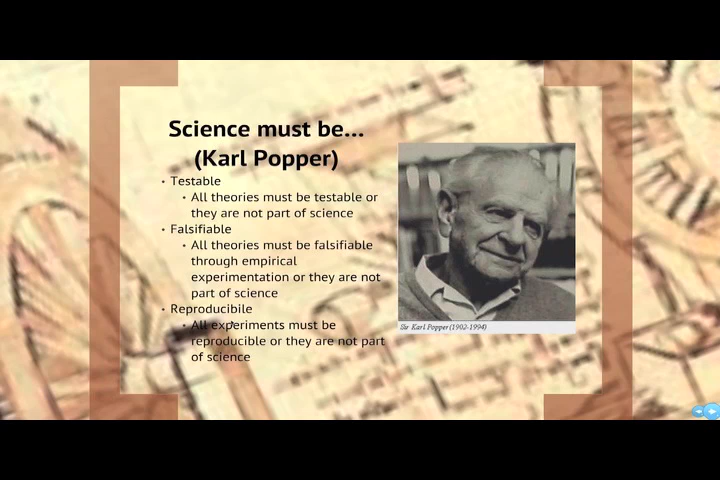 Science must be...
(Karl Popper)
• Testable
• All theories must be testable or
they are not part of science
• Falsifiable
• All theories must be falsifiable
through empirical
experimentation or they are not
part of science
• Reproducibile
• All experiments must be
reproducible or they are not part
of science
Sir Karl Popper (1902-1994)